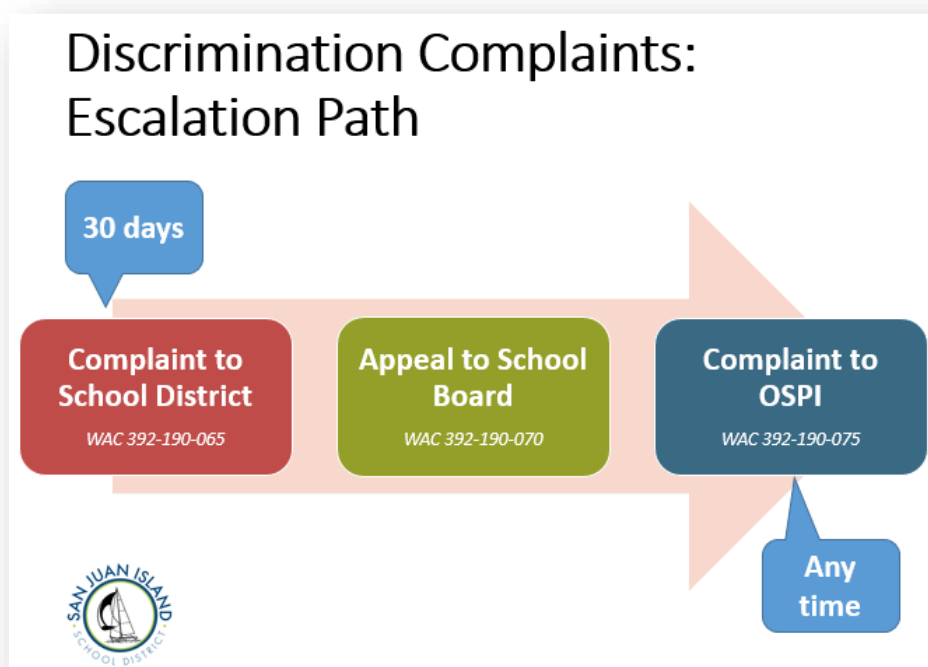 Discrimination Complaints:
Escalation Path
30 days
Complaint to
School District
WAC 392-190-065
Appeal to School
Board
WAC 392-190-070
Complaint to
OSPI
WAC 392-190-075
Any
time
SAN JUAN ISLAND
SCHOOL DISTRICT